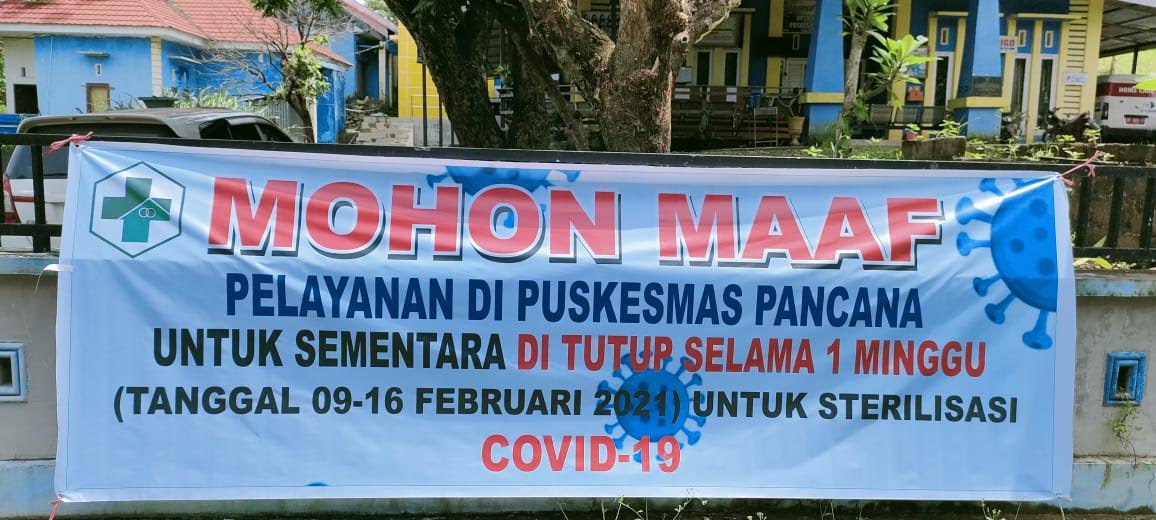 MOHON MAAF
PELAYANAN DI PUSKESMAS PANCANA
UNTUK SEMENTARA DI TUTUP SELAMA 1 MINGGU
(TANGGAL 09-16 FEBRUARI 2021) UNTUK STERILISASI
COVID-19